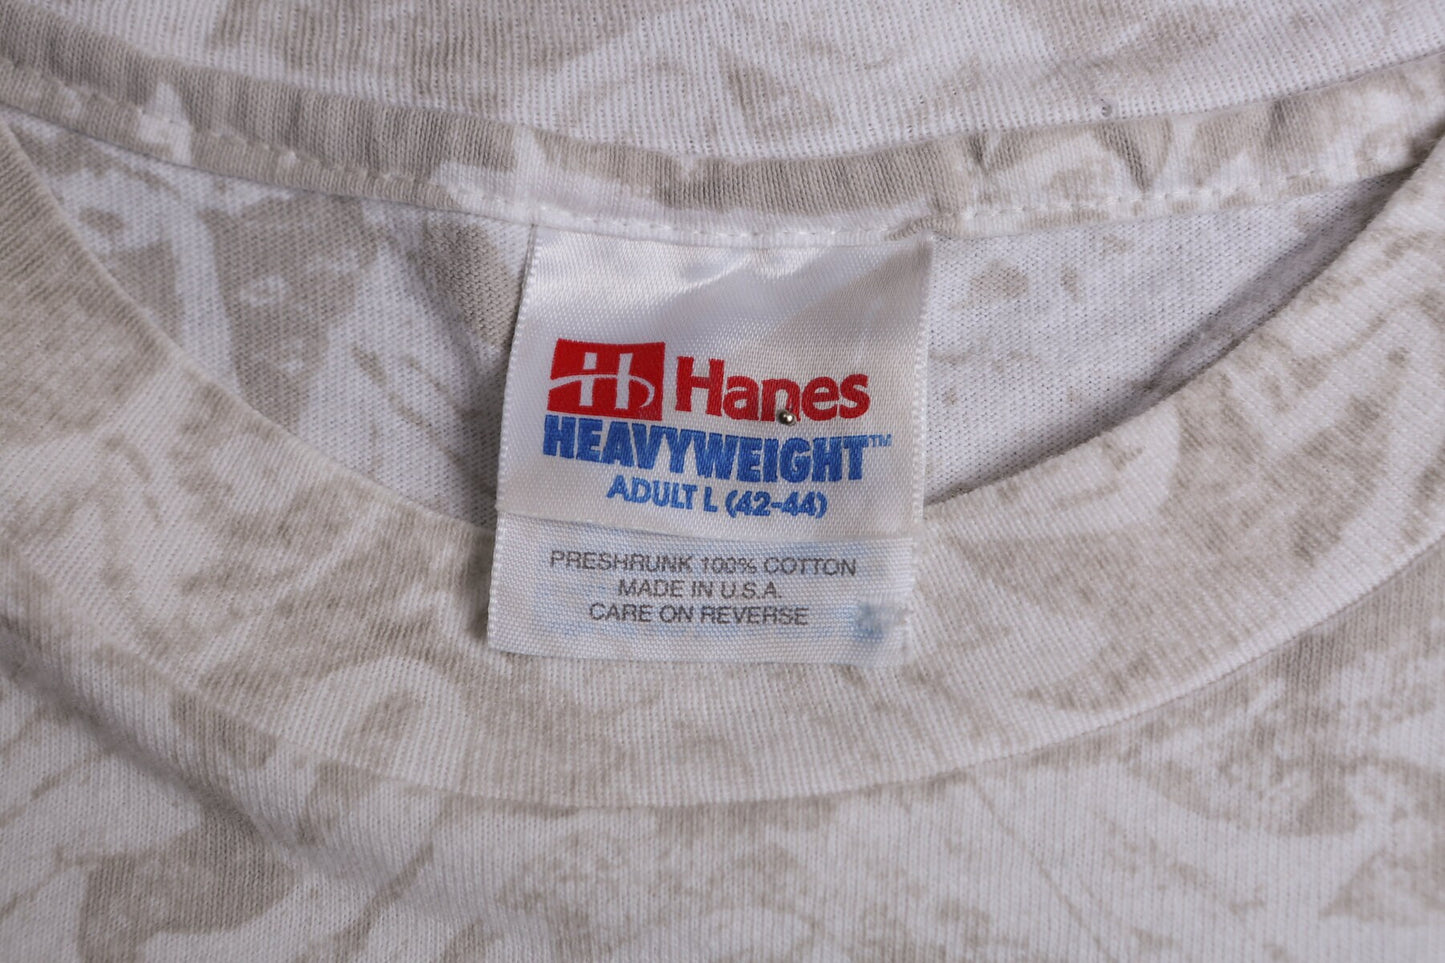 H Hanes
HEAVYWEIGHT™
ADULT L (42-44)
PRESHRUNK 100% COTTON
MADE IN U.S.A.
CARE ON REVERSE